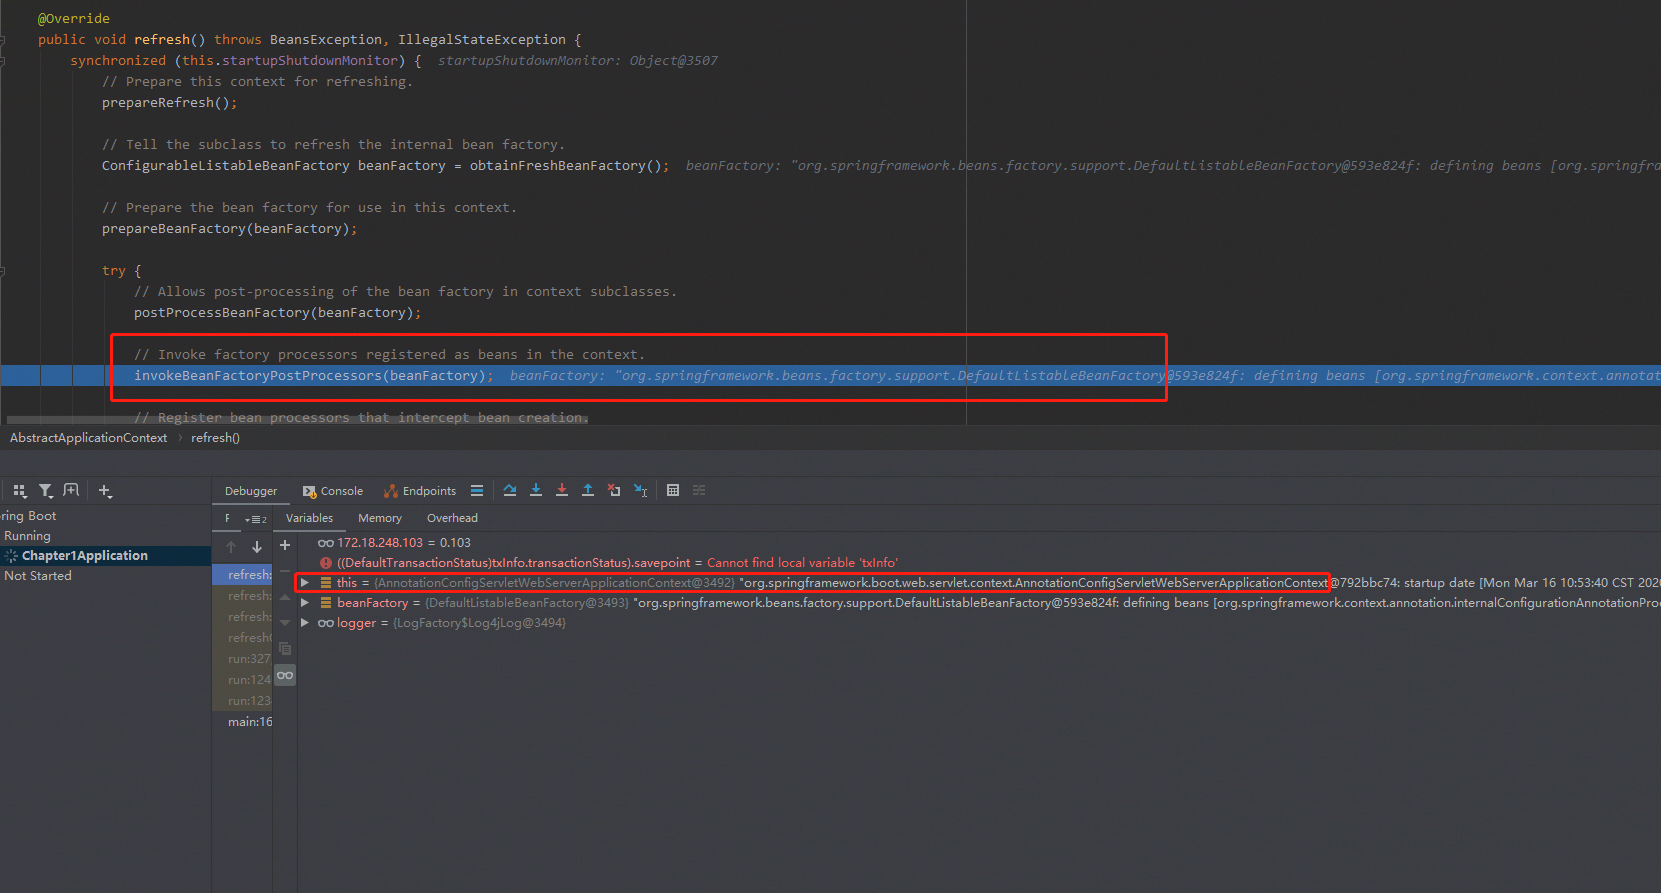 @Override
public void refresh() throws BeansException, IllegalStateException {
synchronized (this.startupShutdownMonitor) { startupShutdownMonitor: Object@3507
// Prepare this context for refreshing.
prepareRefresh();
// Tell the subclass to refresh the internal bean factory.
ConfigurableListableBeanFactory beanFactory = obtainFreshBeanFactory(); beanFactory: "org.springframework.beans.factory.support.DefaultListableBeanFactory@593e824f: defining beans [org.springfra
// Prepare the bean factory for use in this context.
prepareBeanFactory(beanFactory);
try {
// Allows post-processing of the bean factory in context subclasses.
postProcessBeanFactory(beanFactory);
// Invoke factory processors registered as beans in the context.
invokeBeanFactoryPostProcessors(beanFactory); beanFactory: "org.springframework.beans.factory.support.DefaultListableBeanFactory@593e824f: defining beans [org.springframework.context.annotat
// Register bean processors that intercept bean creation.
AbstractApplicationContext › refresh()
Debugger Console Endpoints
ring Boot
F 2 Variables Memory Overhead
Running
172.18.248.103 = 0.103
Chapter1Application
((DefaultTransactionStatus)txInfo.transactionStatus).savepoint = Cannot find local variable 'txInfo'
Not Started
refresh:
this = {AnnotationConfigServletWebServerApplicationContext@3492} "org.springframework.boot.web.servlet.context.AnnotationConfigServletWebServerApplicationContext@792bbc74: startup date [Mon Mar 16 10:53:40 CST 2020
refresh:
beanFactory = {DefaultListableBeanFactory@3493} "org.springframework.beans.factory.support.DefaultListableBeanFactory@593e824f: defining beans [org.springframework.context.annotation.internalConfigurationAnnotationProc
refresh:
logger = {LogFactory$Log4jLog@3494}
refresh
run:327
run:124
run:123
main:16